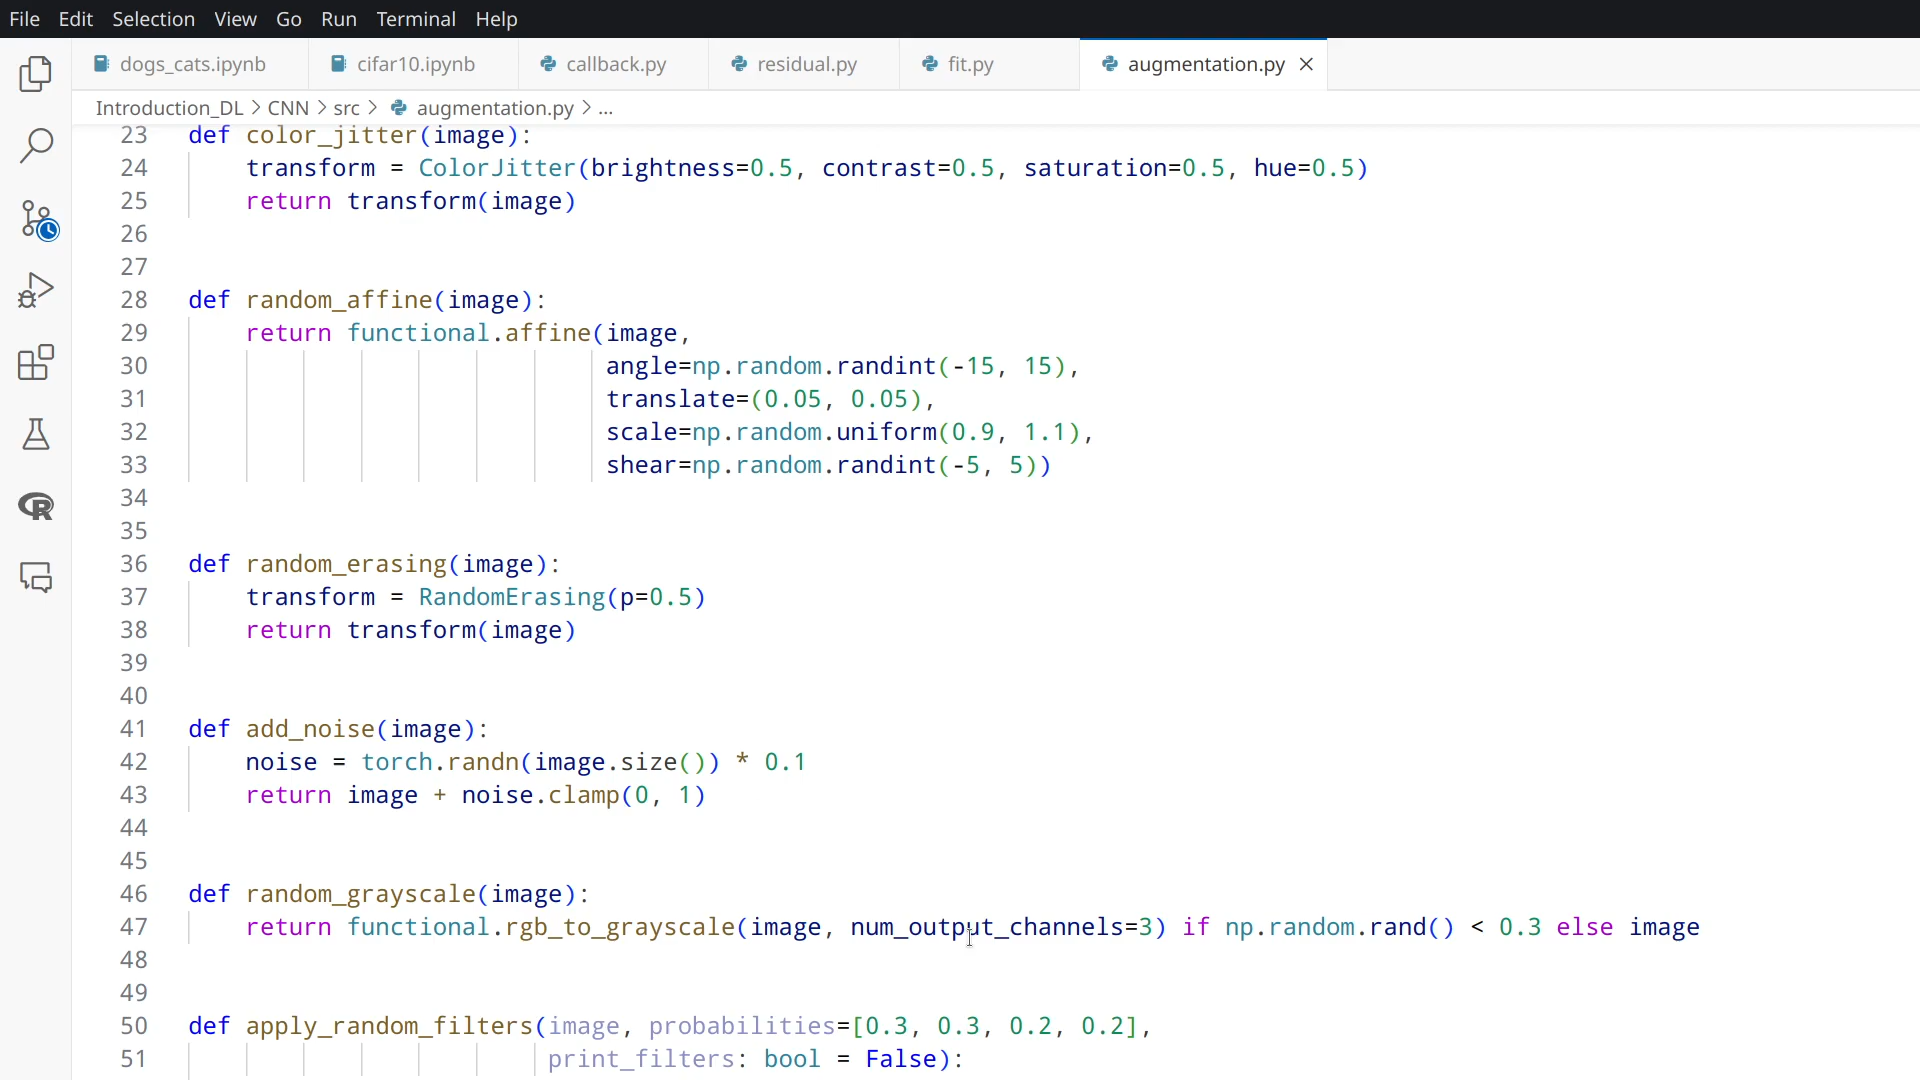 File Edit Selection View Go Run Terminal Help
dogs_cats.ipynb cifar10.ipynb callback.py residual.py fit.py augmentation.py
Introduction_DL > CNN > src > augmentation.py > ...
23 def color_jitter(image):
24     transform = ColorJitter(brightness=0.5, contrast=0.5, saturation=0.5, hue=0.5)
25     return transform(image)
26
27
28 def random_affine(image):
29     return functional.affine(image,
30                              angle=np.random.randint(-15, 15),
31                              translate=(0.05, 0.05),
32                              scale=np.random.uniform(0.9, 1.1),
33                              shear=np.random.randint(-5, 5))
34
35
36 def random_erasing(image):
37     transform = RandomErasing(p=0.5)
38     return transform(image)
39
40
41 def add_noise(image):
42     noise = torch.randn(image.size()) * 0.1
43     return image + noise.clamp(0, 1)
44
45
46 def random_grayscale(image):
47     return functional.rgb_to_grayscale(image, num_output_channels=3) if np.random.rand() < 0.3 else image
48
49
50 def apply_random_filters(image, probabilities=[0.3, 0.3, 0.2, 0.2],
51                          print_filters: bool = False):
R